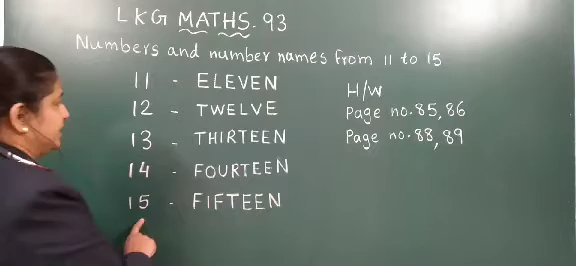 LKG MATHS. 93
Numbers and number names from 11 to 15
11 - ELEVEN
12 - TWELVE
13 - THIRTEEN
14 - FOURTEEN
15 - FIFTEEN
H/W
Page no. 85, 86
Page no. 88, 89